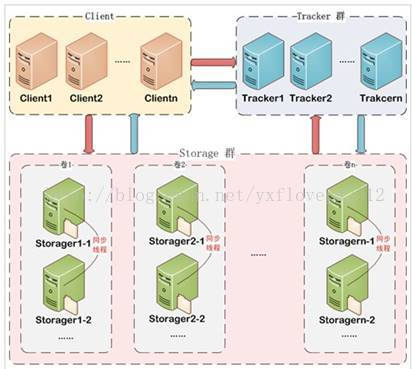 Client
Tracker 群
Client1
Client2
......
Clientn
Tracker1
Tracker2
......
Trakcern
Storage 群
卷1
卷2
卷n
Storager1-1
Storager2-1
Storagern-1
同步
线程
同步
线程
同步
线程
......
Storager1-2
Storager2-2
Storagern-2
......
......
......